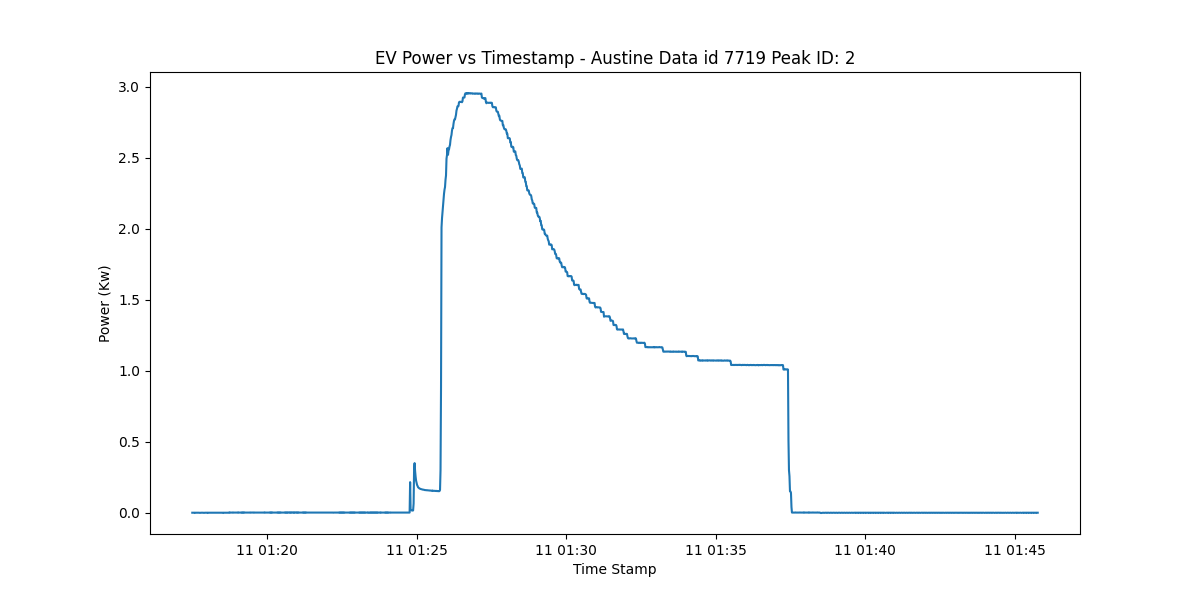 EV Power vs Timestamp - Austine Data id 7719 Peak ID: 2
3.0
2.5
2.0
1.5
1.0
0.5
0.0
Power (Kw)
11 01:20 11 01:25 11 01:30 11 01:35 11 01:40 11 01:45
Time Stamp